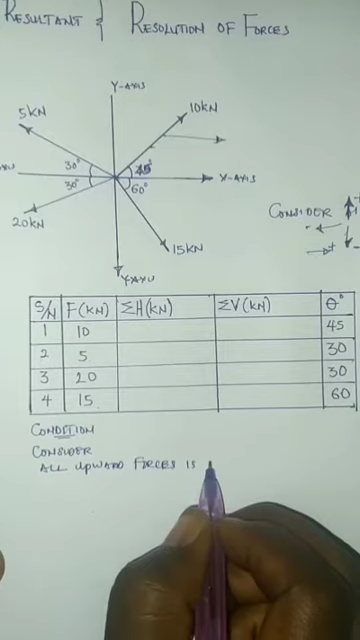 RESULTANT & RESOLUTION OF FORCES
Y-AXIS
5KN
10KN
30°
45°
X-AXIS
30°
60°
20KN
15KN
Y-AXIS
CONSIDER
+
-
-
+
S/N F(KN) ΣH(KN) ΣV(KN) θ°
1 10 45
2 5 30
3 20 30
4 15 60
CONDITION
CONSIDER
ALL UPWARD FORCES IS